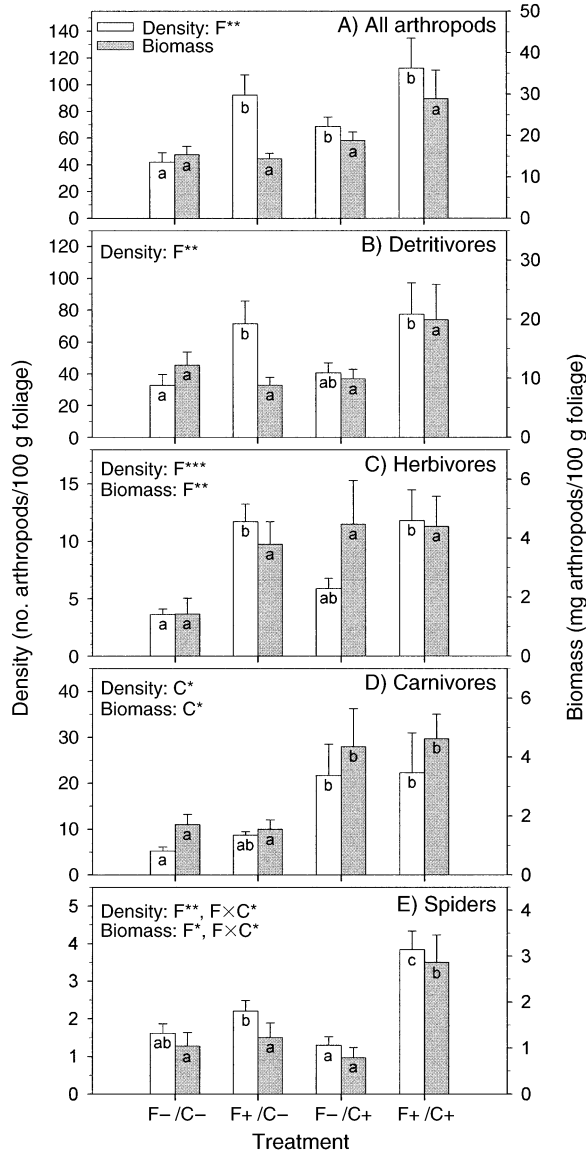 Density: F**
Biomass
A) All arthropods
140
120
100
80
60
40
20
0
50
40
30
20
10
0
a
a
b
a
b
a
b
a
Density: F**
B) Detritivores
120
100
80
60
40
20
0
30
20
10
0
a
a
b
a
ab
a
b
a
Density: F***
Biomass: F**
C) Herbivores
15
10
5
0
6
4
2
0
a
a
b
a
ab
a
b
a
Density: C*
Biomass: C*
D) Carnivores
40
30
20
10
0
6
4
2
0
a
a
ab
a
b
b
b
b
Density: F**, F×C*
Biomass: F*, F×C*
E) Spiders
5
4
3
2
1
0
4
3
2
1
0
ab
a
b
a
a
a
c
b
F−/C−
F+/C−
F−/C+
F+/C+
Treatment
Density (no. arthropods/100 g foliage)
Biomass (mg arthropods/100 g foliage)